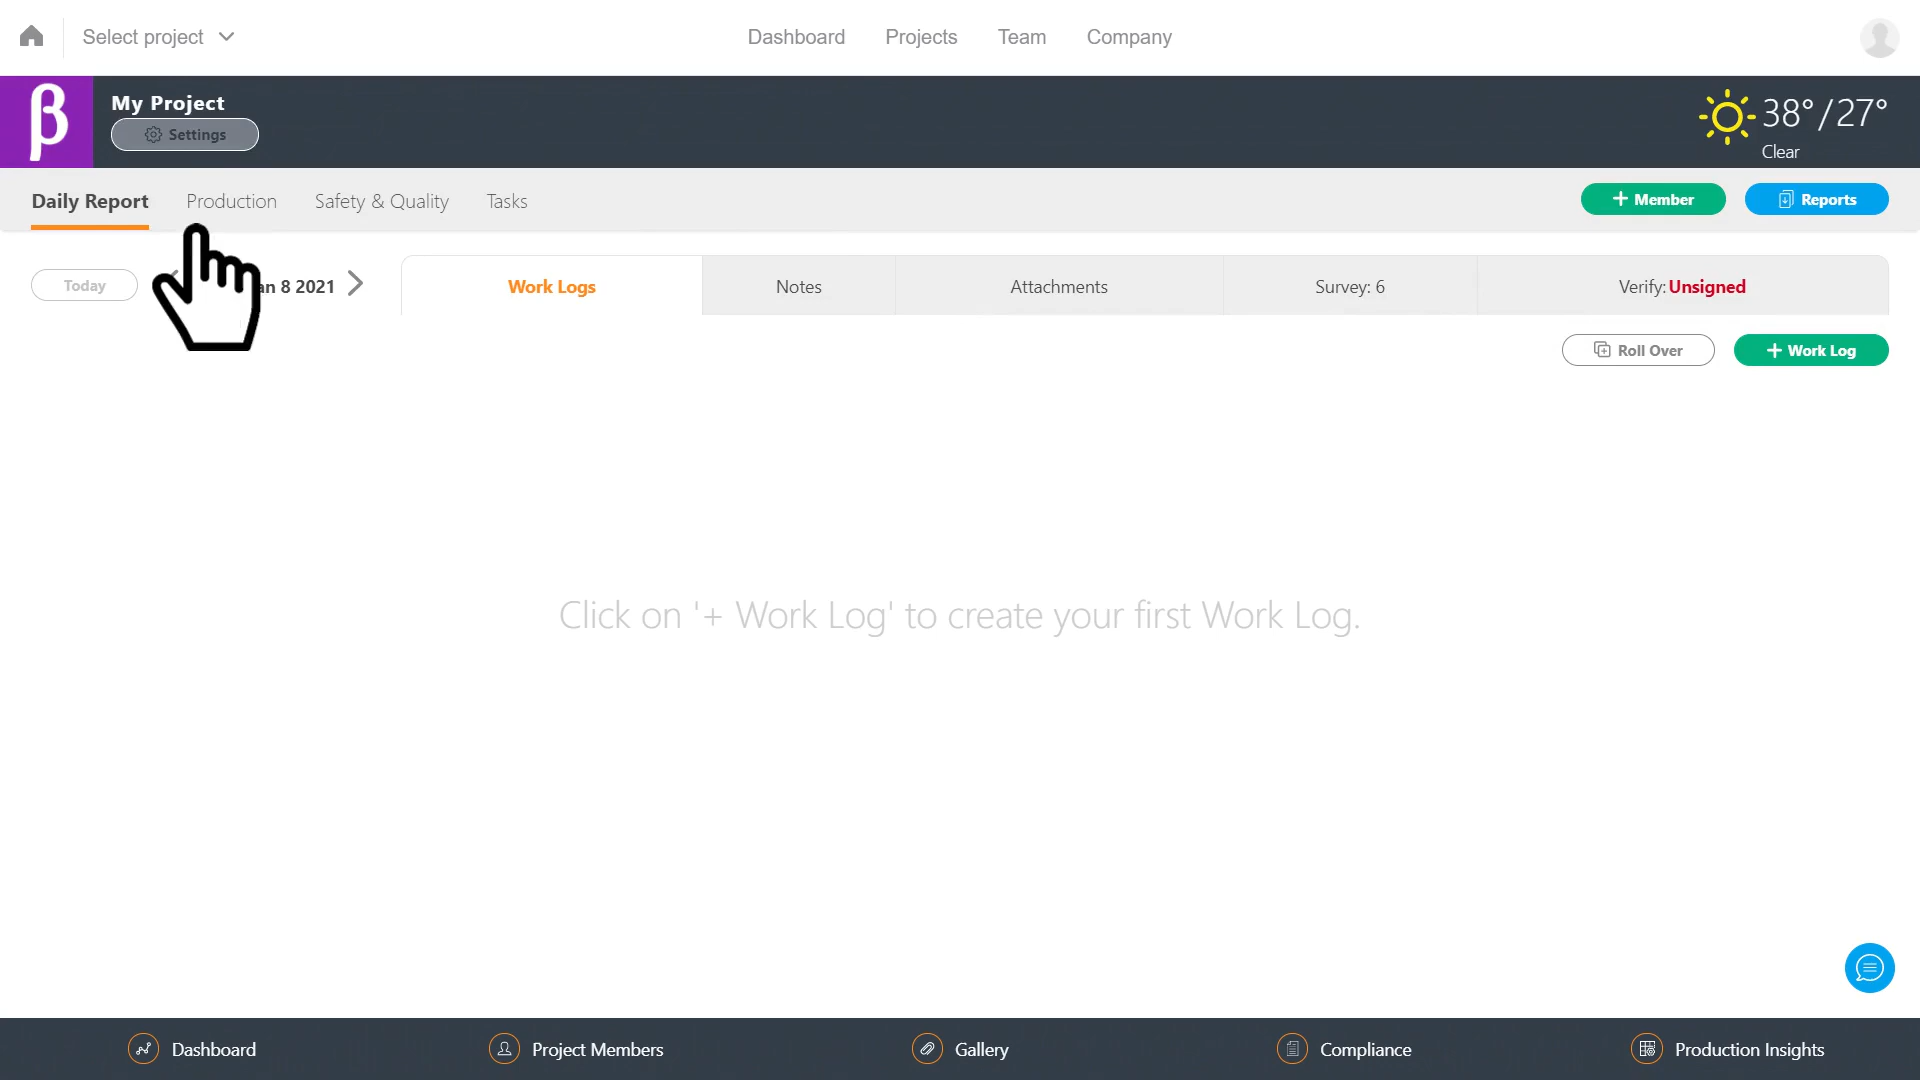 Select project
Dashboard Projects Team Company
β
My Project
Settings
38°/27°
Clear
Daily Report Production Safety & Quality Tasks
+ Member Reports
Today 8 2021
Work Logs Notes Attachments Survey: 6 Verify: Unsigned
Roll Over + Work Log
Click on '+ Work Log' to create your first Work Log.
Dashboard Project Members Gallery Compliance Production Insights